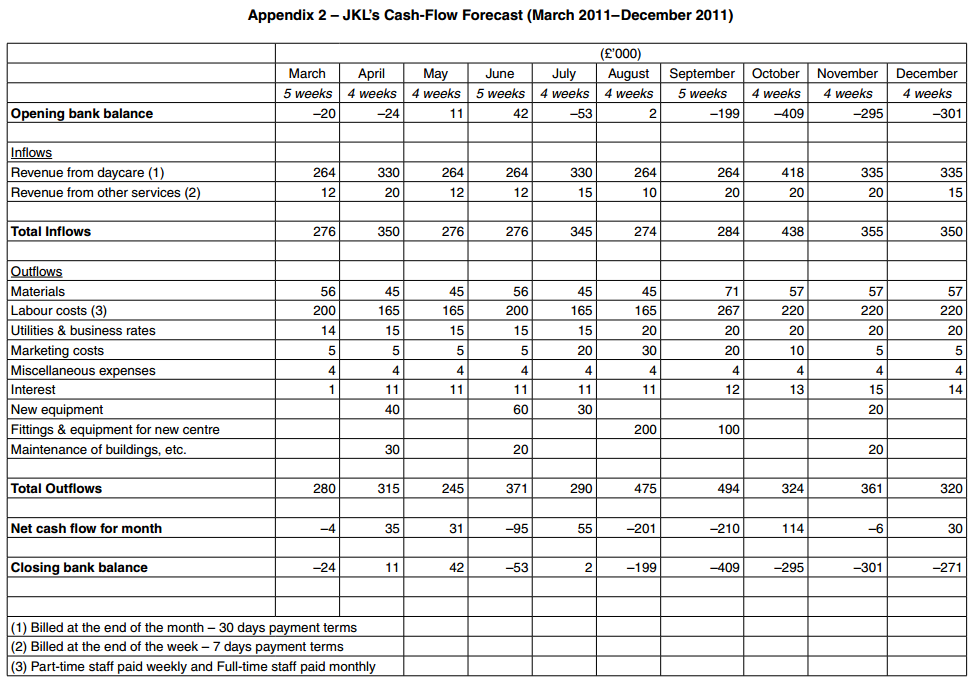 Appendix 2 – JKL's Cash-Flow Forecast (March 2011–December 2011)
(£'000)
March April May June July August September October November December
5 weeks 4 weeks 4 weeks 5 weeks 4 weeks 4 weeks 5 weeks 4 weeks 4 weeks 4 weeks
Opening bank balance –20 –24 11 42 –53 2 –199 –409 –295 –301
Inflows
Revenue from daycare (1) 264 330 264 264 330 264 264 418 335 335
Revenue from other services (2) 12 20 12 12 15 10 20 20 20 15
Total Inflows 276 350 276 276 345 274 284 438 355 350
Outflows
Materials 56 45 45 56 45 45 71 57 57 57
Labour costs (3) 200 165 165 200 165 165 267 220 220 220
Utilities & business rates 14 15 15 15 15 20 20 20 20 20
Marketing costs 5 5 5 5 20 30 20 10 5 5
Miscellaneous expenses 4 4 4 4 4 4 4 4 4 4
Interest 1 11 11 11 11 11 12 13 15 14
New equipment 40 60 30 20
Fittings & equipment for new centre 200 100
Maintenance of buildings, etc. 30 20 20
Total Outflows 280 315 245 371 290 475 494 324 361 320
Net cash flow for month –4 35 31 –95 55 –201 –210 114 –6 30
Closing bank balance –24 11 42 –53 2 –199 –409 –295 –301 –271
(1) Billed at the end of the month – 30 days payment terms
(2) Billed at the end of the week – 7 days payment terms
(3) Part-time staff paid weekly and Full-time staff paid monthly